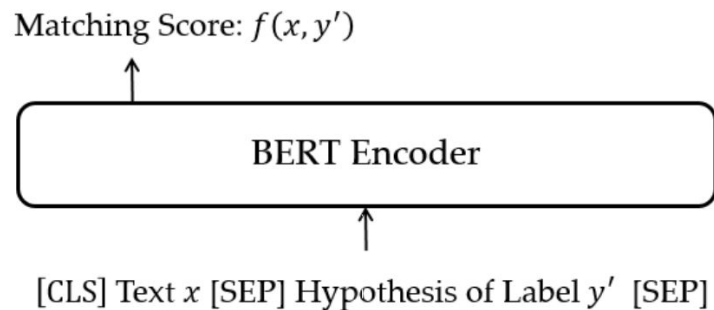 Matching Score: f(x, y′)
BERT Encoder
[CLS] Text x [SEP] Hypothesis of Label y′ [SEP]